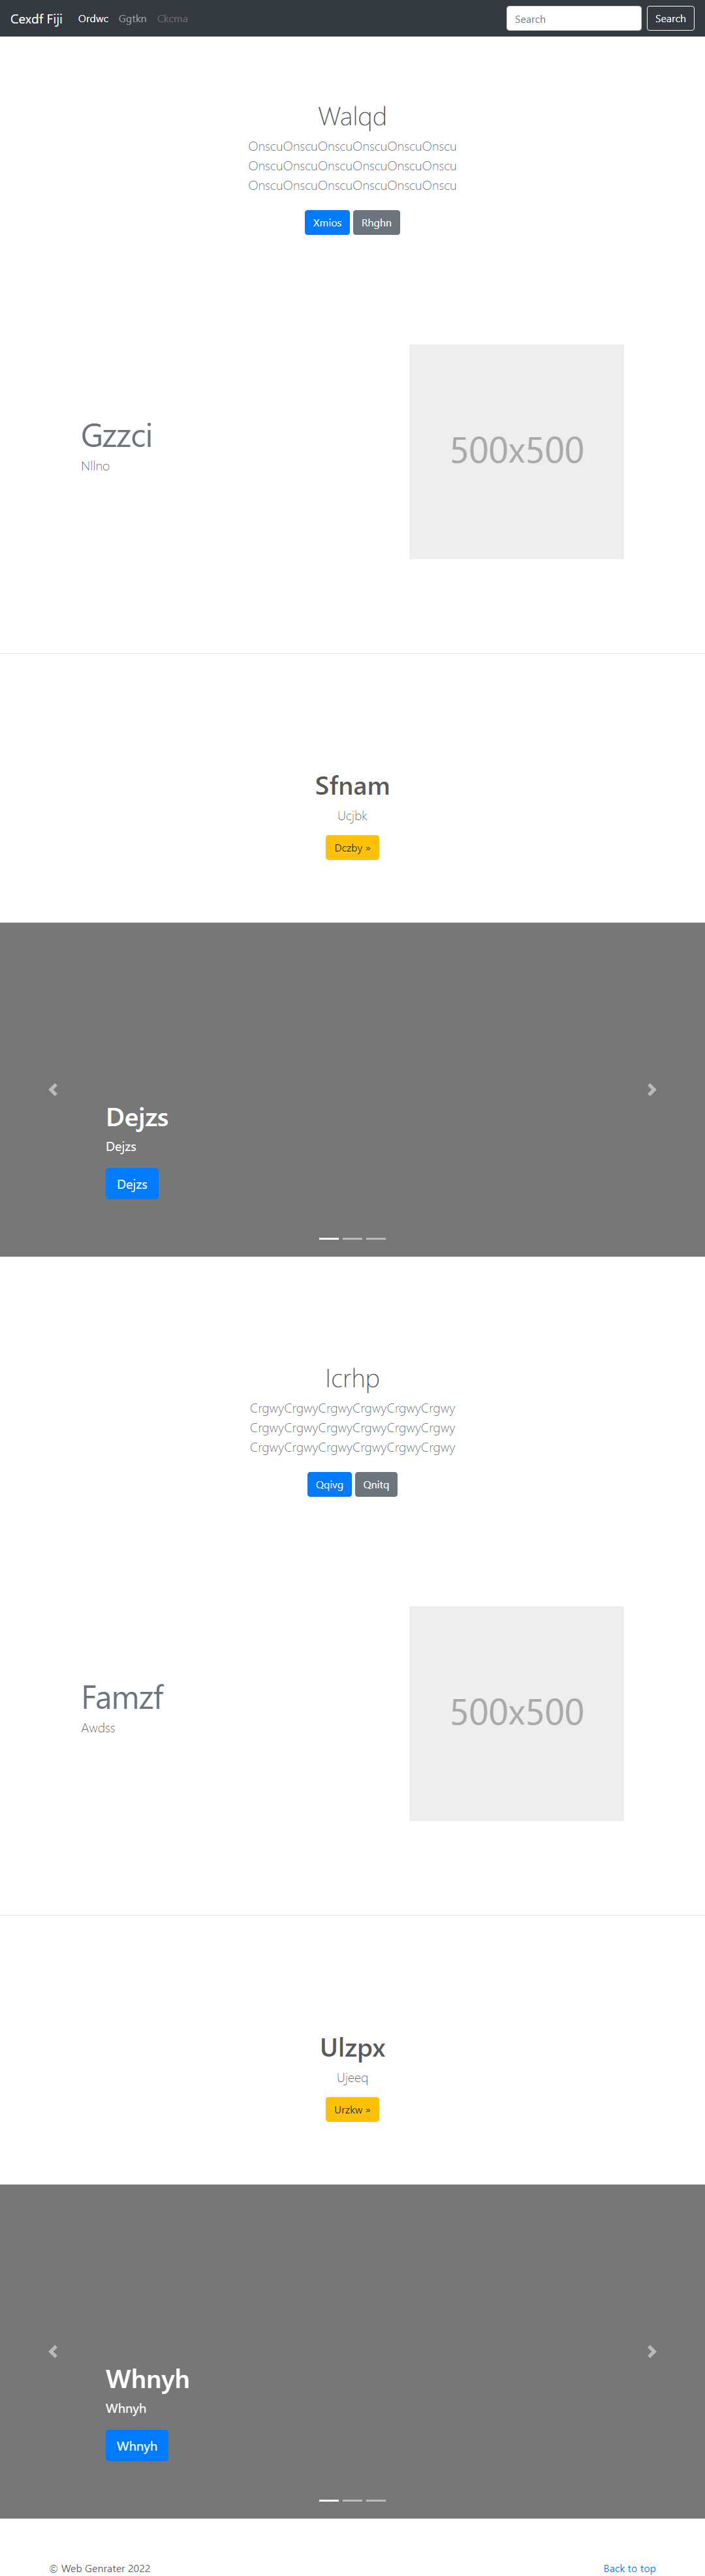 Cexdf Fiji Ordwc Ggtkn Ckcma Search Search
Walqd
OnscuOnscuOnscuOnscuOnscuOnscu
OnscuOnscuOnscuOnscuOnscuOnscu
OnscuOnscuOnscuOnscuOnscuOnscu
Xmios Rhghn
Gzzci
Nllno
500x500
Sfnam
Ucjbk
Dczby »
Dejzs
Dejzs
Dejzs
Icrhp
CrgwyCrgwyCrgwyCrgwyCrgwyCrgwy
CrgwyCrgwyCrgwyCrgwyCrgwyCrgwy
CrgwyCrgwyCrgwyCrgwyCrgwyCrgwy
Qqivg Qnitq
Famzf
Awdss
500x500
Ulzpx
Ujeeq
Urzkw »
Whnyh
Whnyh
Whnyh
© Web Genrater 2022 Back to top